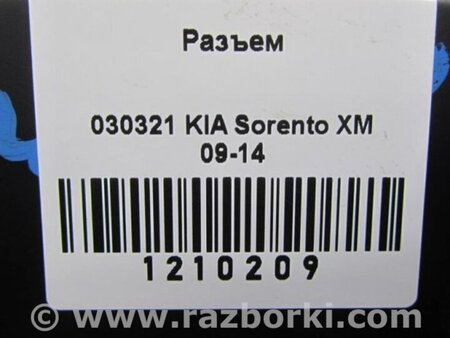 Разъем
030321 KIA Sorento XM
09-14
1210209
© www.razborki.com